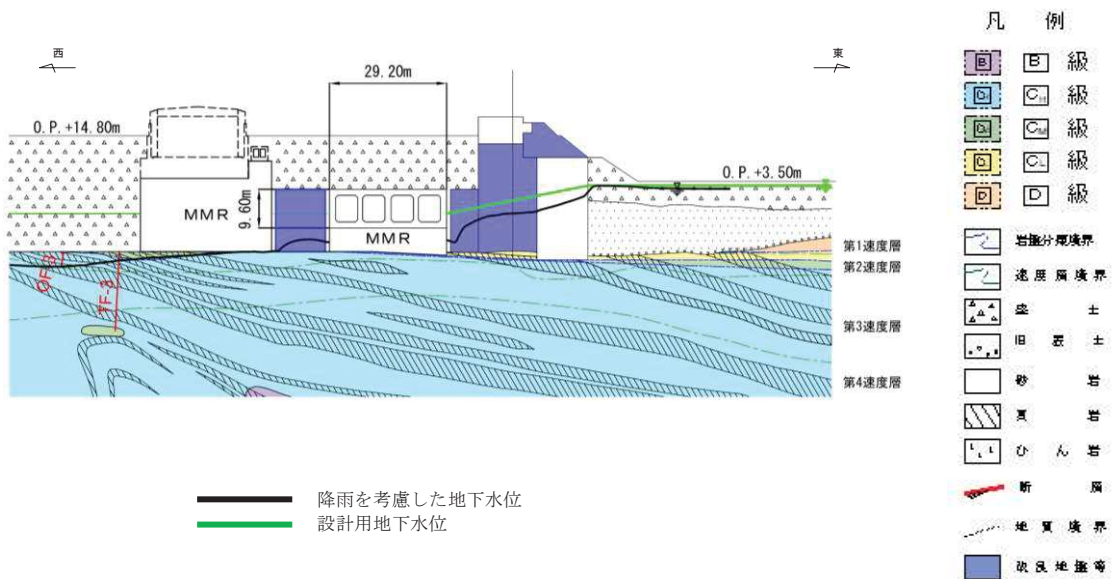 西
東
29.20m
O.P.+14.80m
O.P.+3.50m
9.60m
MMR
MMR
第1速度層
第2速度層
第3速度層
第4速度層
OF-3
TF-3
降雨を考慮した地下水位
設計用地下水位
凡 例
B B 級
CH CH 級
CM CM 級
CL CL 級
D D 級
岩盤分類境界
速度層境界
盛 土
旧 表 土
砂 岩
頁 岩
ひ ん 岩
断 層
地 質 境 界
改良地盤等